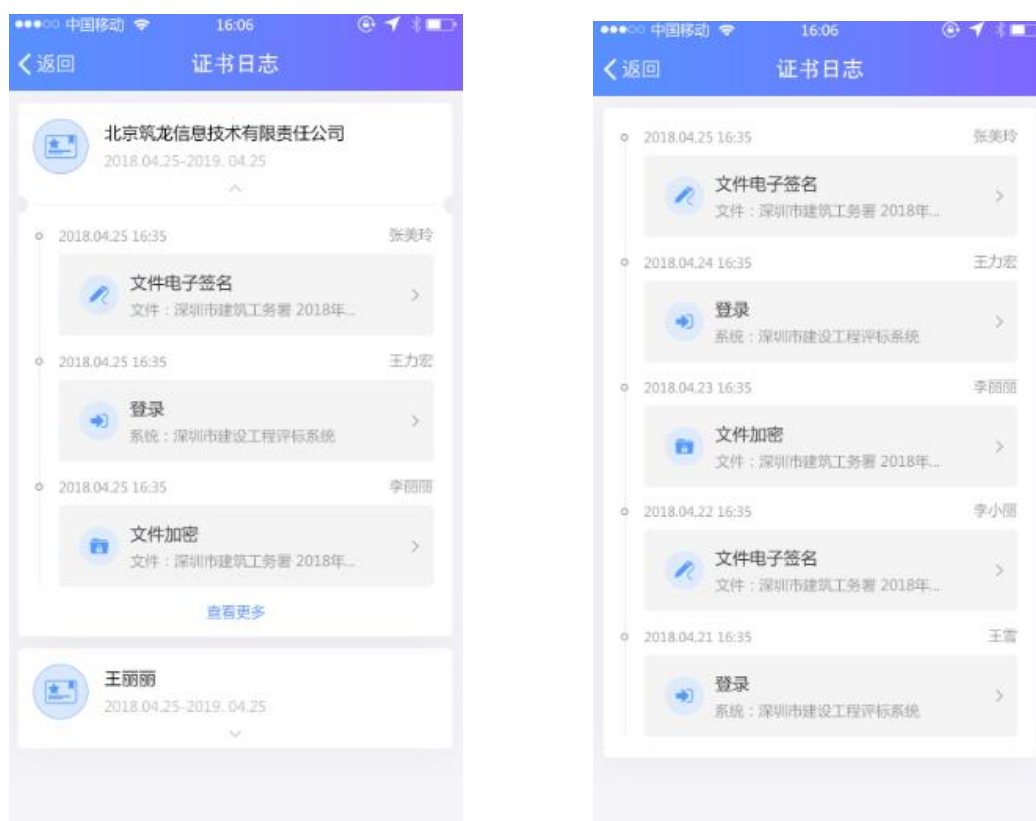 中国移动
16:06
返回
证书日志
北京筑龙信息技术有限责任公司
2018.04.25-2019. 04.25
2018.04.25 16:35
张美玲
文件电子签名
文件：深圳市建筑工务署 2018年...
2018.04.25 16:35
王力宏
登录
系统：深圳市建设工程评标系统
2018.04.25 16:35
李丽丽
文件加密
文件：深圳市建筑工务署 2018年...
查看更多
王丽丽
2018.04.25-2019. 04.25
中国移动
16:06
返回
证书日志
2018.04.25 16:35
张美玲
文件电子签名
文件：深圳市建筑工务署 2018年...
2018.04.24 16:35
王力宏
登录
系统：深圳市建设工程评标系统
2018.04.23 16:35
李丽丽
文件加密
文件：深圳市建筑工务署 2018年...
2018.04.22 16:35
李小丽
文件电子签名
文件：深圳市建筑工务署 2018年...
2018.04.21 16:35
王雪
登录
系统：深圳市建设工程评标系统